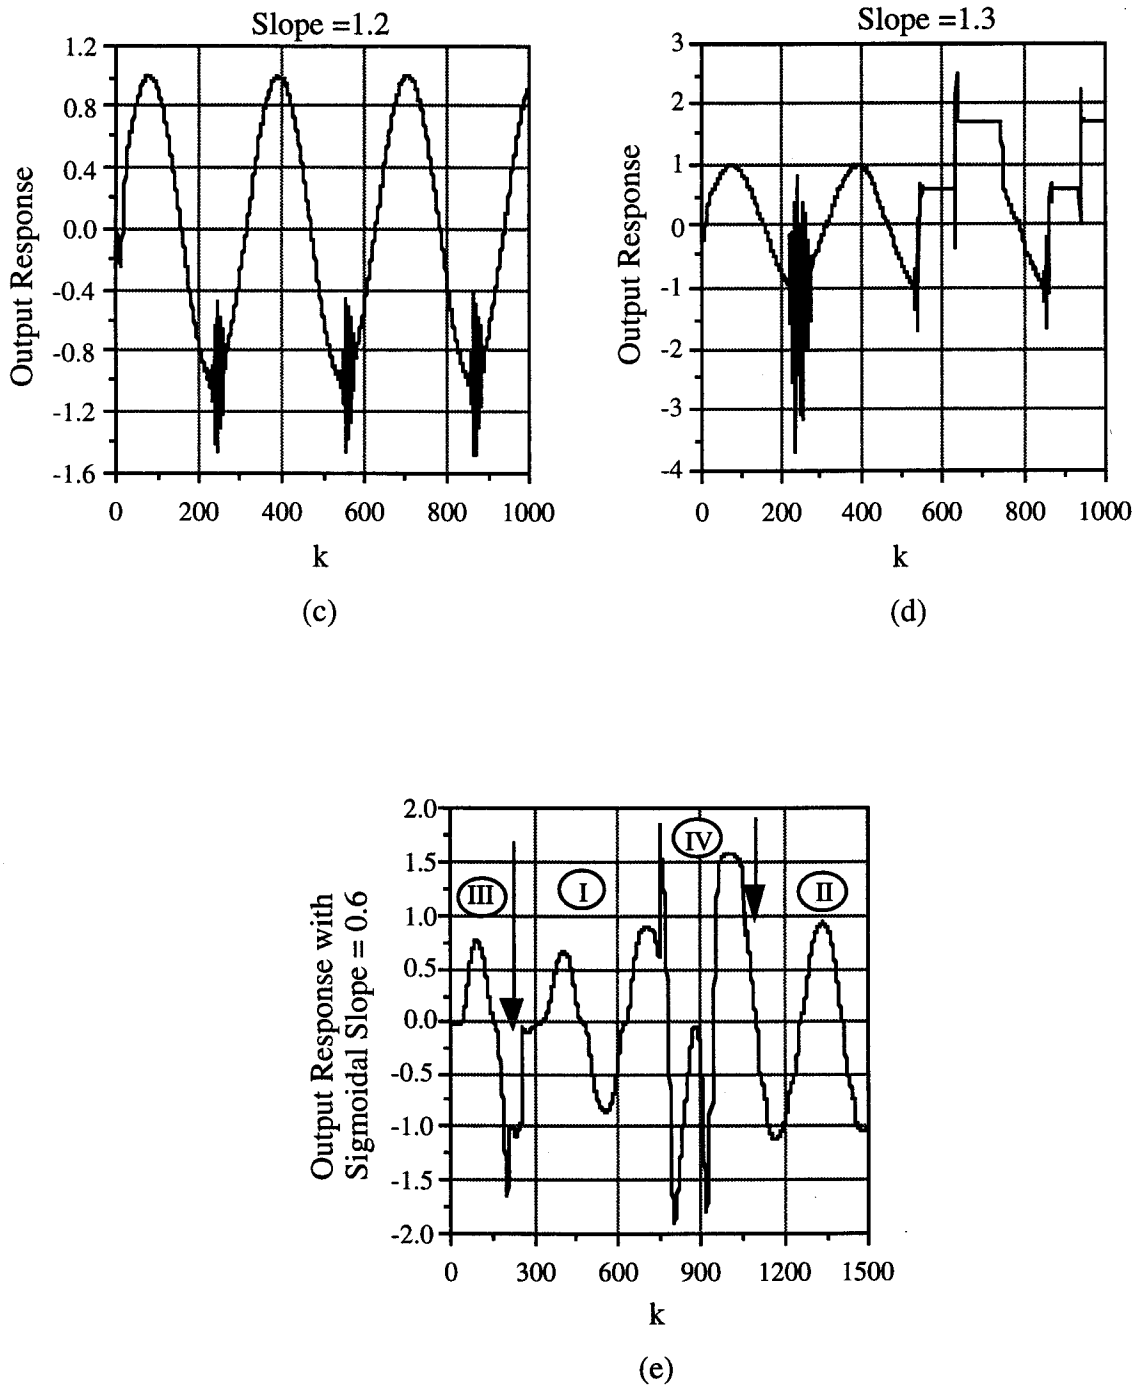 Slope =1.2
1.2
0.8
0.4
0.0
-0.4
-0.8
-1.2
-1.6
Output Response
0 200 400 600 800 1000
k
(c)
Slope =1.3
3
2
1
0
-1
-2
-3
-4
Output Response
0 200 400 600 800 1000
k
(d)
2.0
1.5
1.0
0.5
0.0
-0.5
-1.0
-1.5
-2.0
Output Response with
Sigmoidal Slope = 0.6
III
I
IV
II
0 300 600 900 1200 1500
k
(e)